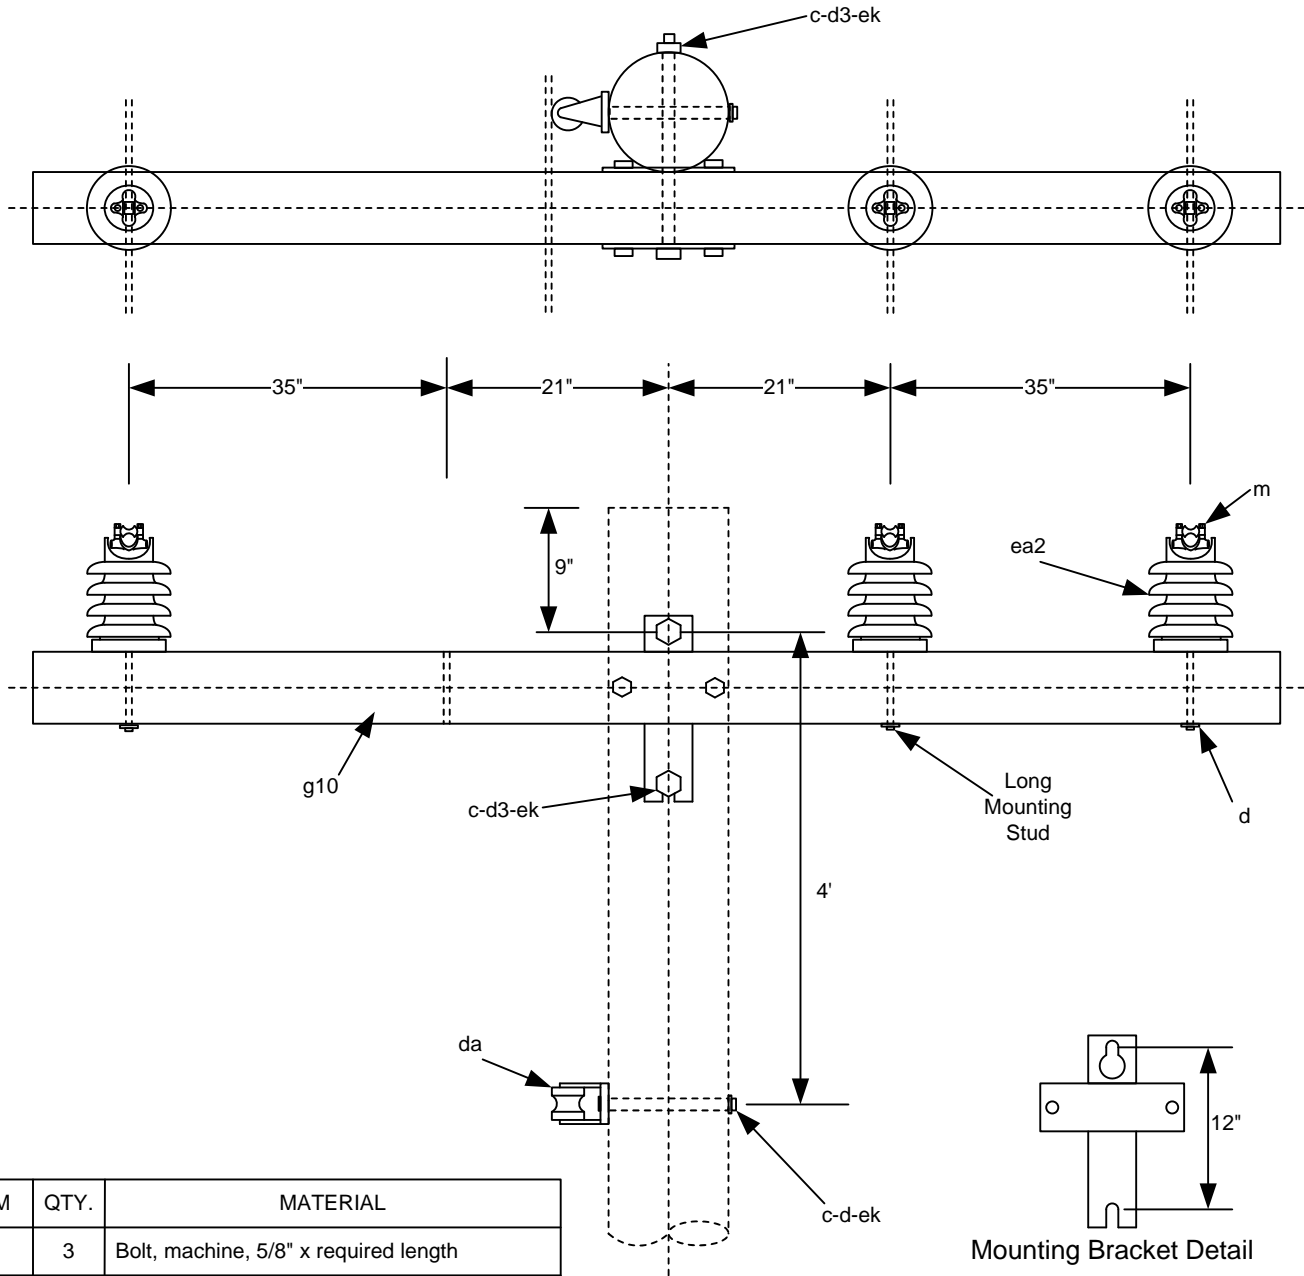 c-d3-ek
35"
21"
21"
35"
m
9"
ea2
g10
c-d3-ek
Long
Mounting
Stud
d
4'
da
12"
c-d-ek
Mounting Bracket Detail
QTY.
MATERIAL
3
Bolt, machine, 5/8" x required length